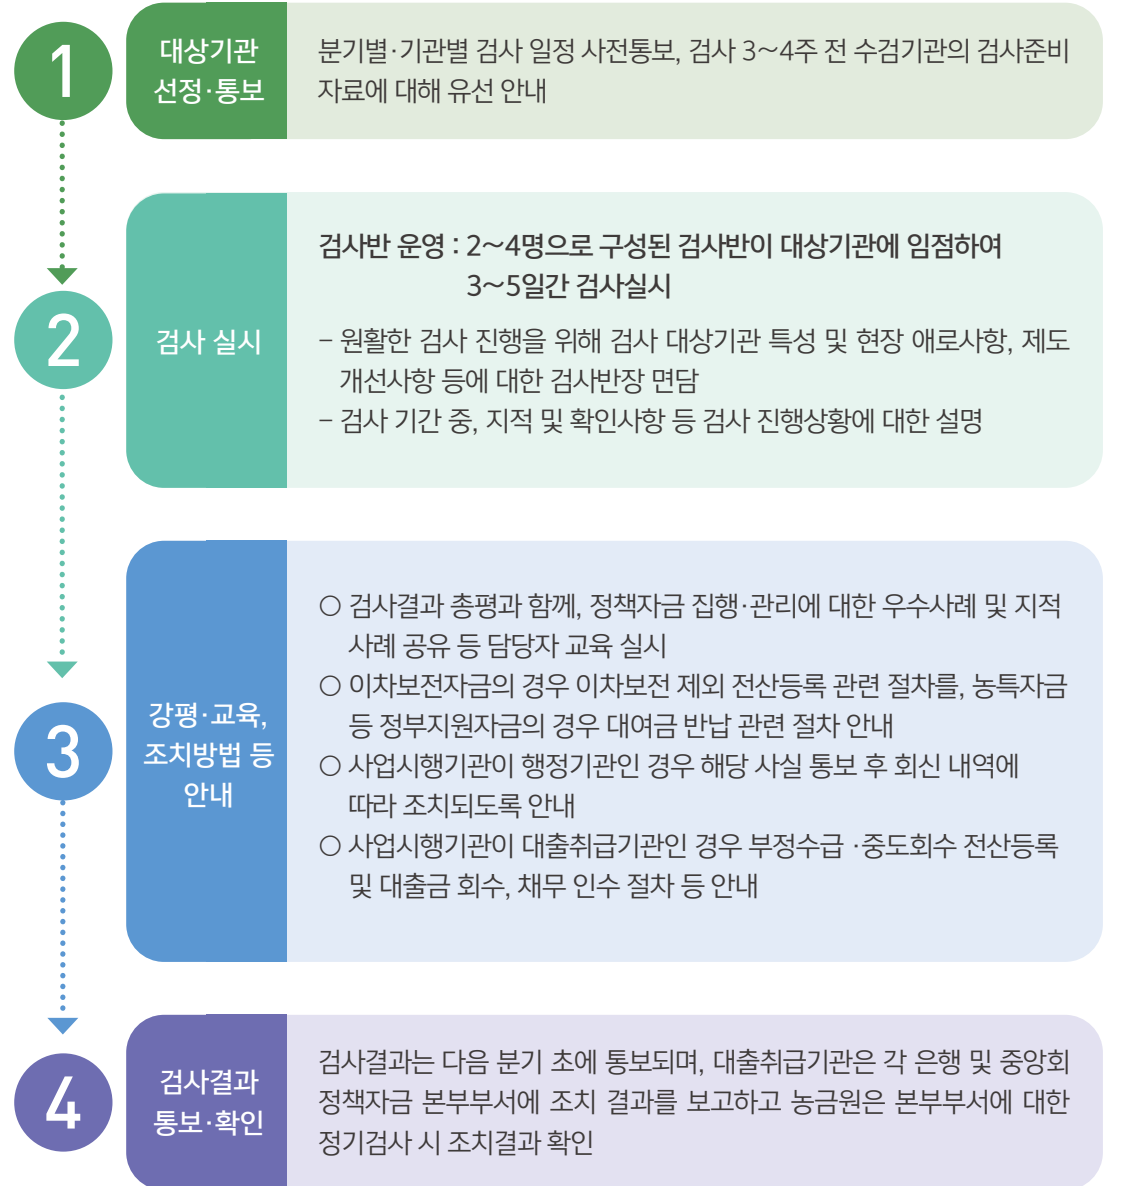 1
대상기관
선정·통보
분기별·기관별 검사 일정 사전통보, 검사 3~4주 전 수검기관의 검사준비
자료에 대해 유선 안내
2
검사 실시
검사반 운영 : 2~4명으로 구성된 검사반이 대상기관에 임점하여
3~5일간 검사실시
- 원활한 검사 진행을 위해 검사 대상기관 특성 및 현장 애로사항, 제도
개선사항 등에 대한 검사반장 면담
- 검사 기간 중, 지적 및 확인사항 등 검사 진행상황에 대한 설명
3
강평·교육,
조치방법 등
안내
○ 검사결과 총평과 함께, 정책자금 집행·관리에 대한 우수사례 및 지적
사례 공유 등 담당자 교육 실시
○ 이차보전자금의 경우 이차보전 제외 전산등록 관련 절차를, 농특자금
등 정부지원자금의 경우 대여금 반납 관련 절차 안내
○ 사업시행기관이 행정기관인 경우 해당 사실 통보 후 회신 내역에
따라 조치되도록 안내
○ 사업시행기관이 대출취급기관인 경우 부정수급 ·중도회수 전산등록
및 대출금 회수, 채무 인수 절차 등 안내
4
검사결과
통보·확인
검사결과는 다음 분기 초에 통보되며, 대출취급기관은 각 은행 및 중앙회
정책자금 본부부서에 조치 결과를 보고하고 농금원은 본부부서에 대한
정기검사 시 조치결과 확인